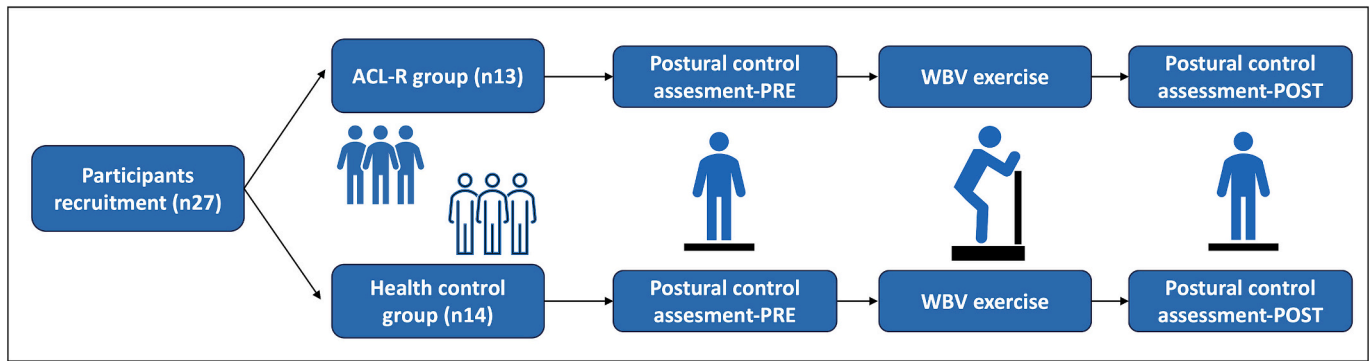 ACL-R group (n13)
Postural control
assesment-PRE
WBV exercise
Postural control
assessment-POST
Participants
recruitment (n27)
Health control
group (n14)
Postural control
assesment-PRE
WBV exercise
Postural control
assessment-POST